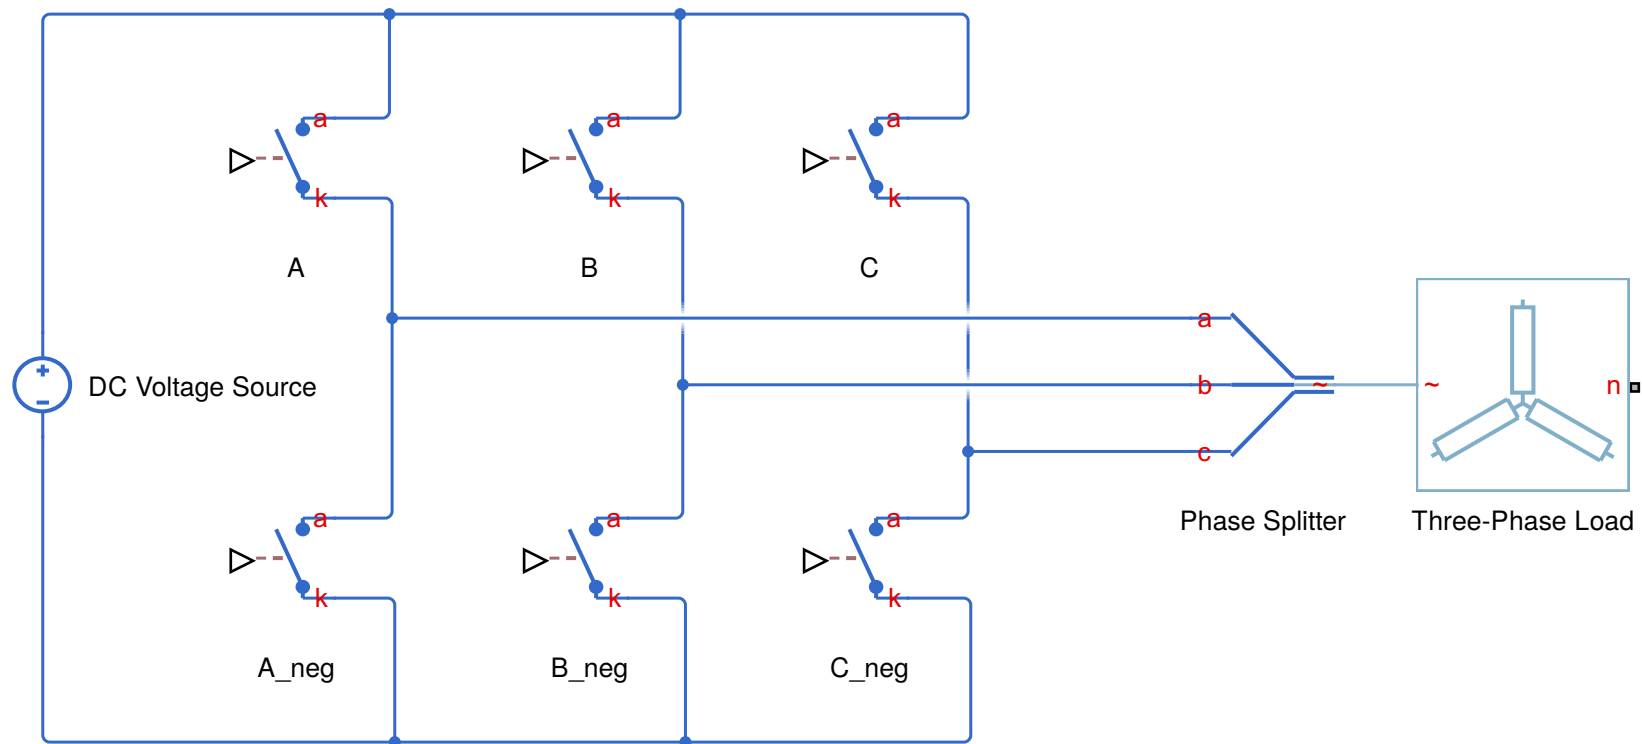 a
a
a
k
k
k
A
B
C
a
DC Voltage Source
b
~
~
n
c
a
a
a
Phase Splitter
Three-Phase Load
k
k
k
A_neg
B_neg
C_neg